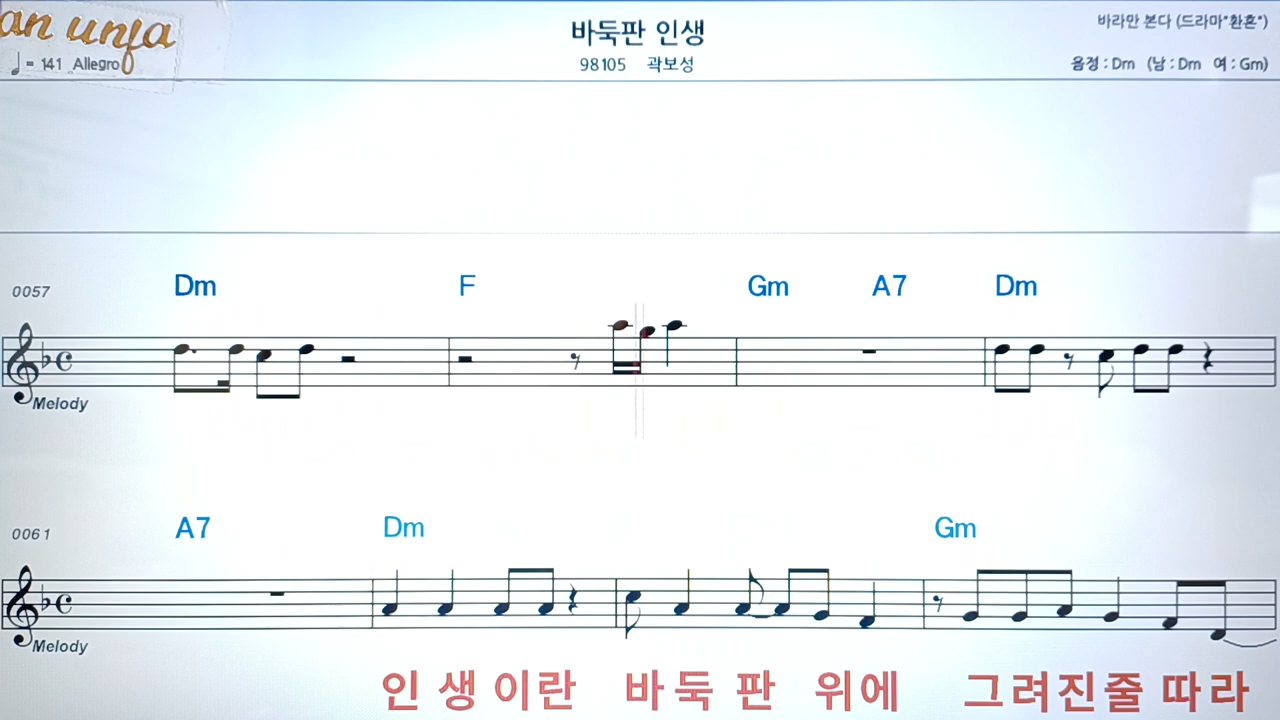 an unfa
바둑판 인생
바라만 본다 (드라마"환혼")
♩ = 141 Allegro
98105 곽보성
음정 : Dm (남 : Dm 여 : Gm)
0057
Dm F Gm A7 Dm
Melody
0061
A7 Dm Gm
Melody
인 생 이란 바 둑 판 위에 그려진줄 따라